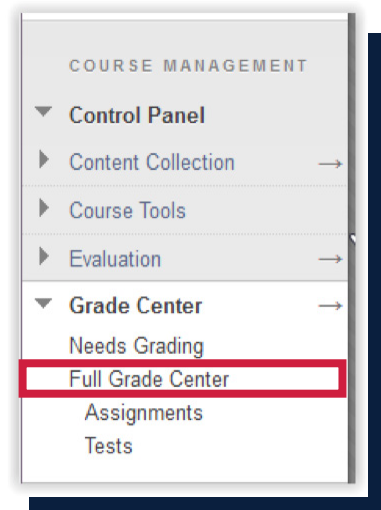 COURSE MANAGEMENT
Control Panel
Content Collection →
Course Tools
Evaluation →
Grade Center →
Needs Grading
Full Grade Center
Assignments
Tests